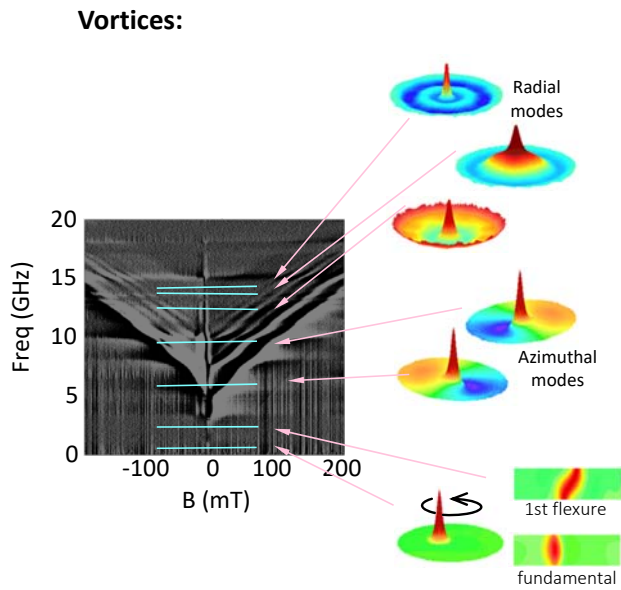 Vortices:
Radial
modes
20
15
10
5
0
Freq (GHz)
-100
0
100
200
B (mT)
Azimuthal
modes
1st flexure
fundamental